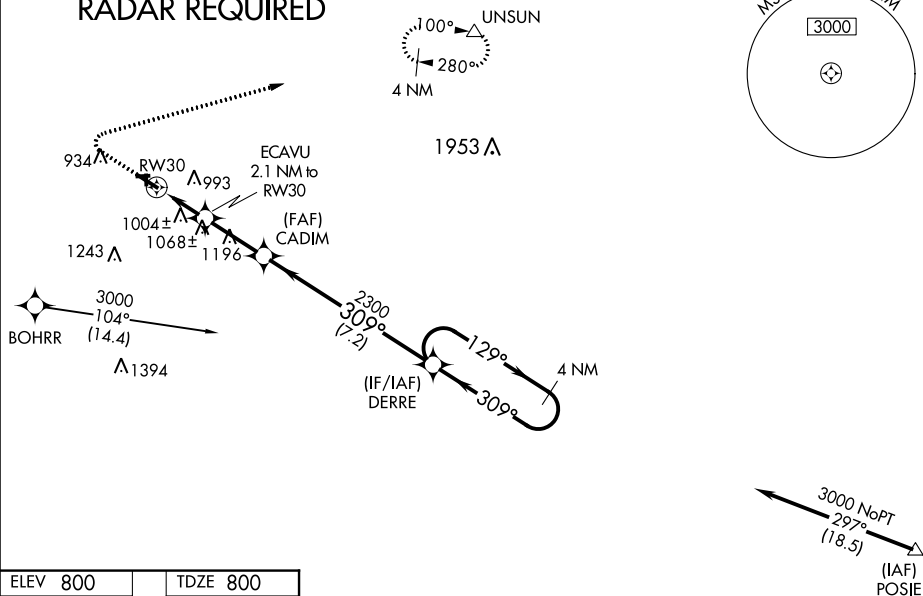 RADAR REQUIRED
UNSUN
100°
280°
4 NM
3000
1953
934
RW30
993
ECAVU
2.1 NM to
RW30
1004±
1068±
1196
(FAF)
CADIM
1243
3000
104°
(14.4)
BOHRR
1394
2300
309°
(7.2)
129°
4 NM
309°
(IF/IAF)
DERRE
3000 NoPT
297°
(18.5)
(IAF)
POSIE
ELEV 800
TDZE 800